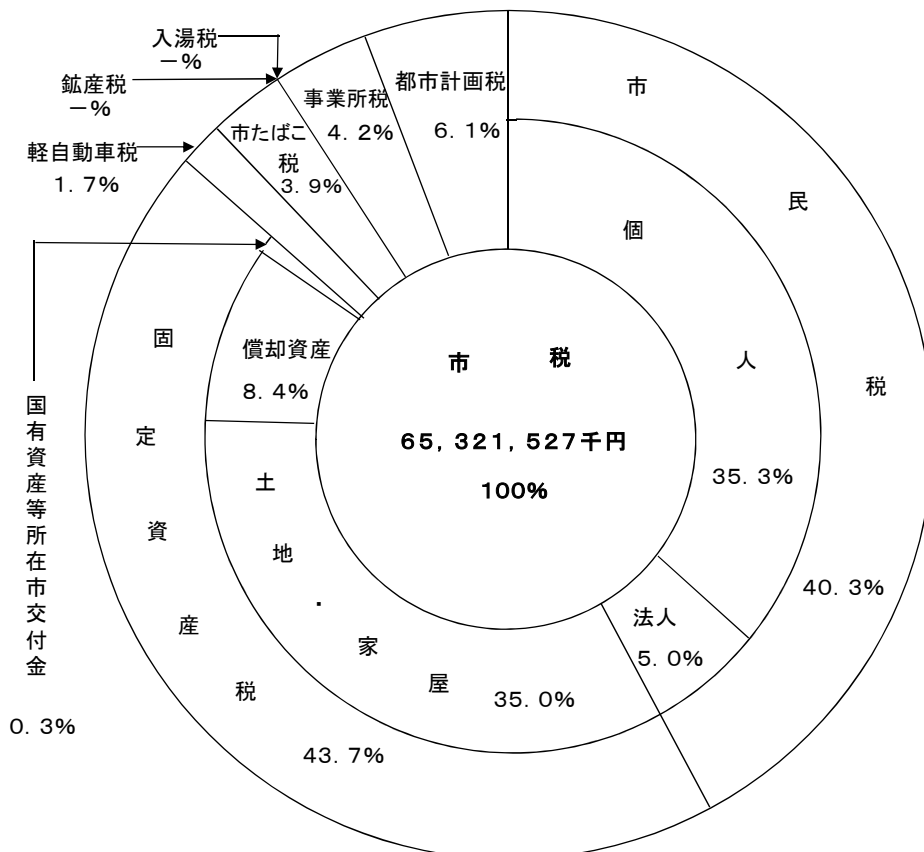 入湯税
－%
鉱産税
－%
軽自動車税
1.7%
市たばこ
税
3.9%
事業所税
4.2%
都市計画税
6.1%
市民税
40.3%
個人
35.3%
法人
5.0%
固定資産税
43.7%
土地・家屋
35.0%
償却資産
8.4%
国有資産等所在市交付金
0.3%
市税
65,321,527千円
100%